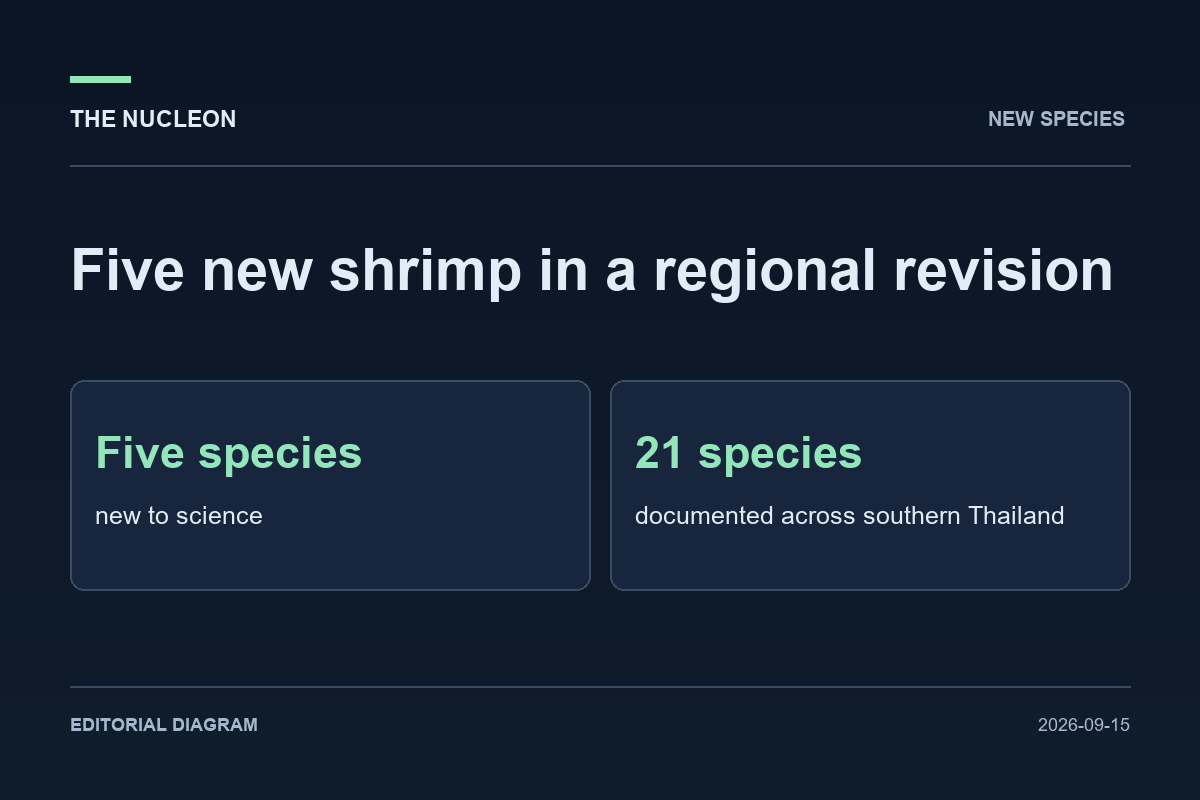 THE NUCLEON
NEW SPECIES
Five new shrimp in a regional revision
Five species
new to science
21 species
documented across southern Thailand
EDITORIAL DIAGRAM
2026-09-15